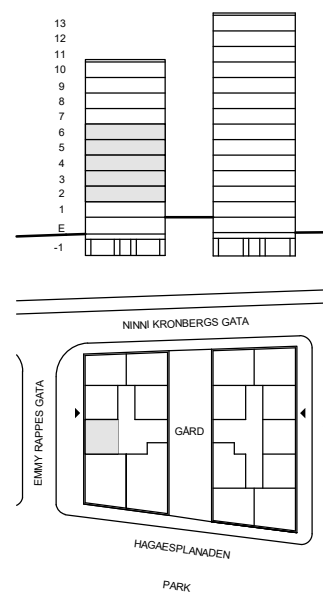 13
12
11
10
9
8
7
6
5
4
3
2
1
E
-1
NINNI KRONBERGS GATA
EMMY RAPPES GATA
GÅRD
HAGAESPLANADEN
PARK